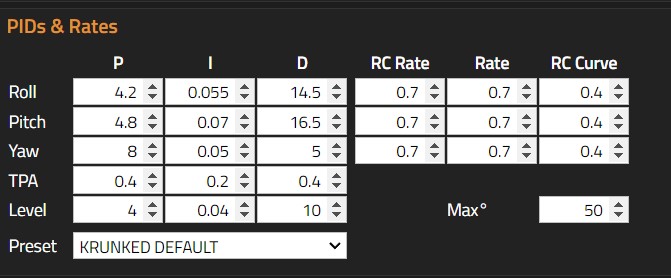 PIDs & Rates
P I D RC Rate Rate RC Curve
Roll 4.2 0.055 14.5 0.7 0.7 0.4
Pitch 4.8 0.07 16.5 0.7 0.7 0.4
Yaw 8 0.05 5 0.7 0.7 0.4
TPA 0.4 0.2 0.4
Level 4 0.04 10 Max° 50
Preset KRUNKED DEFAULT